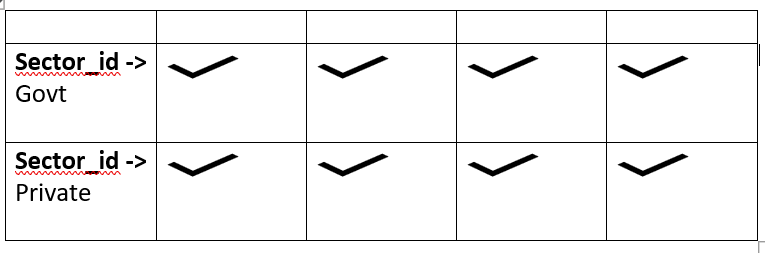 Sector_id ->
Govt
Sector_id ->
Private